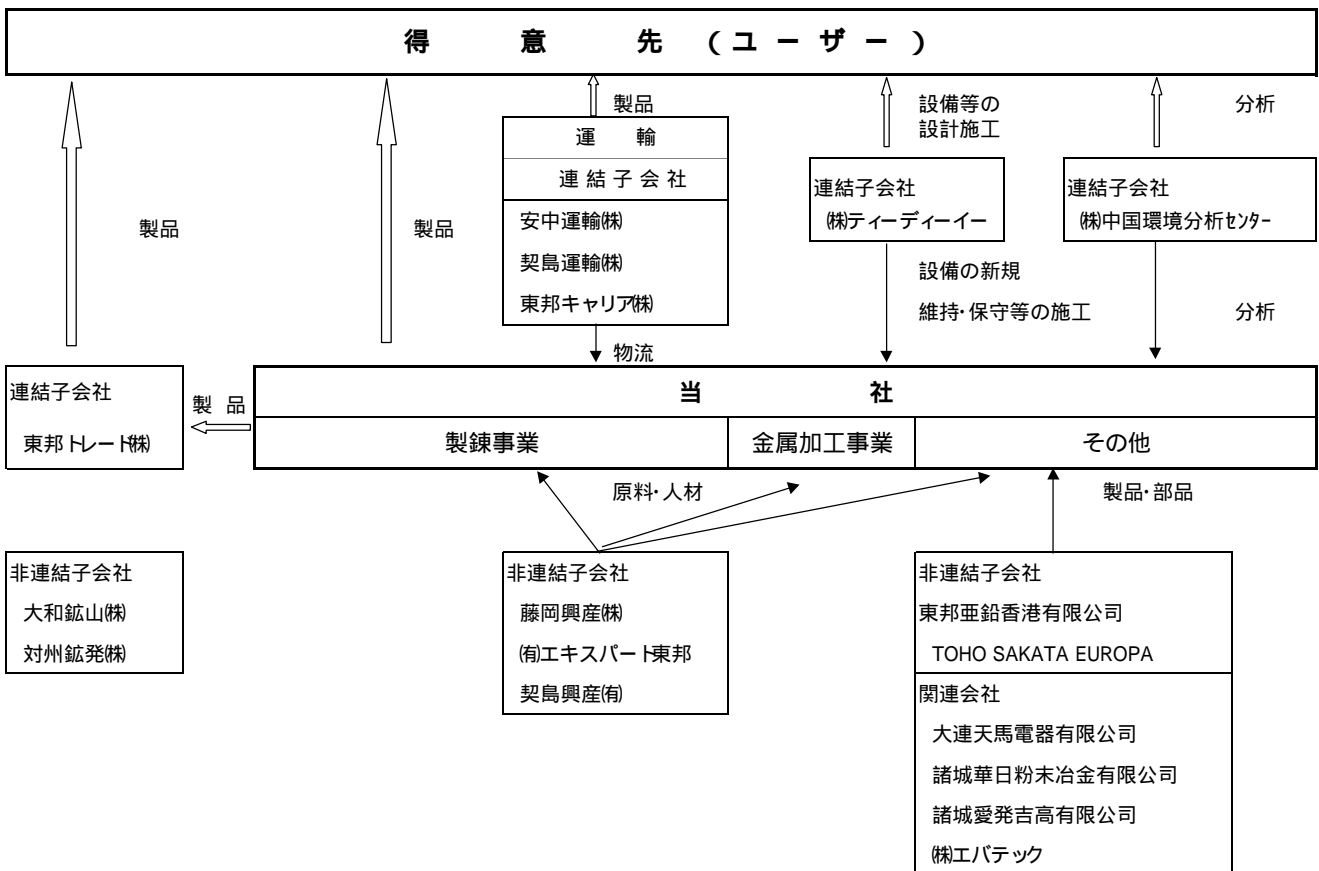 得 意 先 (ユ ー ザ ー )
製品
設備等の
設計施工
分析
運 輸
連 結 子 会 社
安中運輸㈱
契島運輸㈱
東邦キャリア㈱
連結子会社
㈱ティーディーイー
連結子会社
㈱中国環境分析センター
製品
製品
設備の新規
維持・保守等の施工
分析
物流
連結子会社
東邦トレード㈱
製 品
当 社
製錬事業
金属加工事業
その他
原料・人材
製品・部品
非連結子会社
大和鉱山㈱
対州鉱発㈱
非連結子会社
藤岡興産㈱
㈲エキスパート東邦
契島興産㈲
非連結子会社
東邦亜鉛香港有限公司
TOHO SAKATA EUROPA
関連会社
大連天馬電器有限公司
諸城華日粉末冶金有限公司
諸城愛発吉高有限公司
㈱エバテック